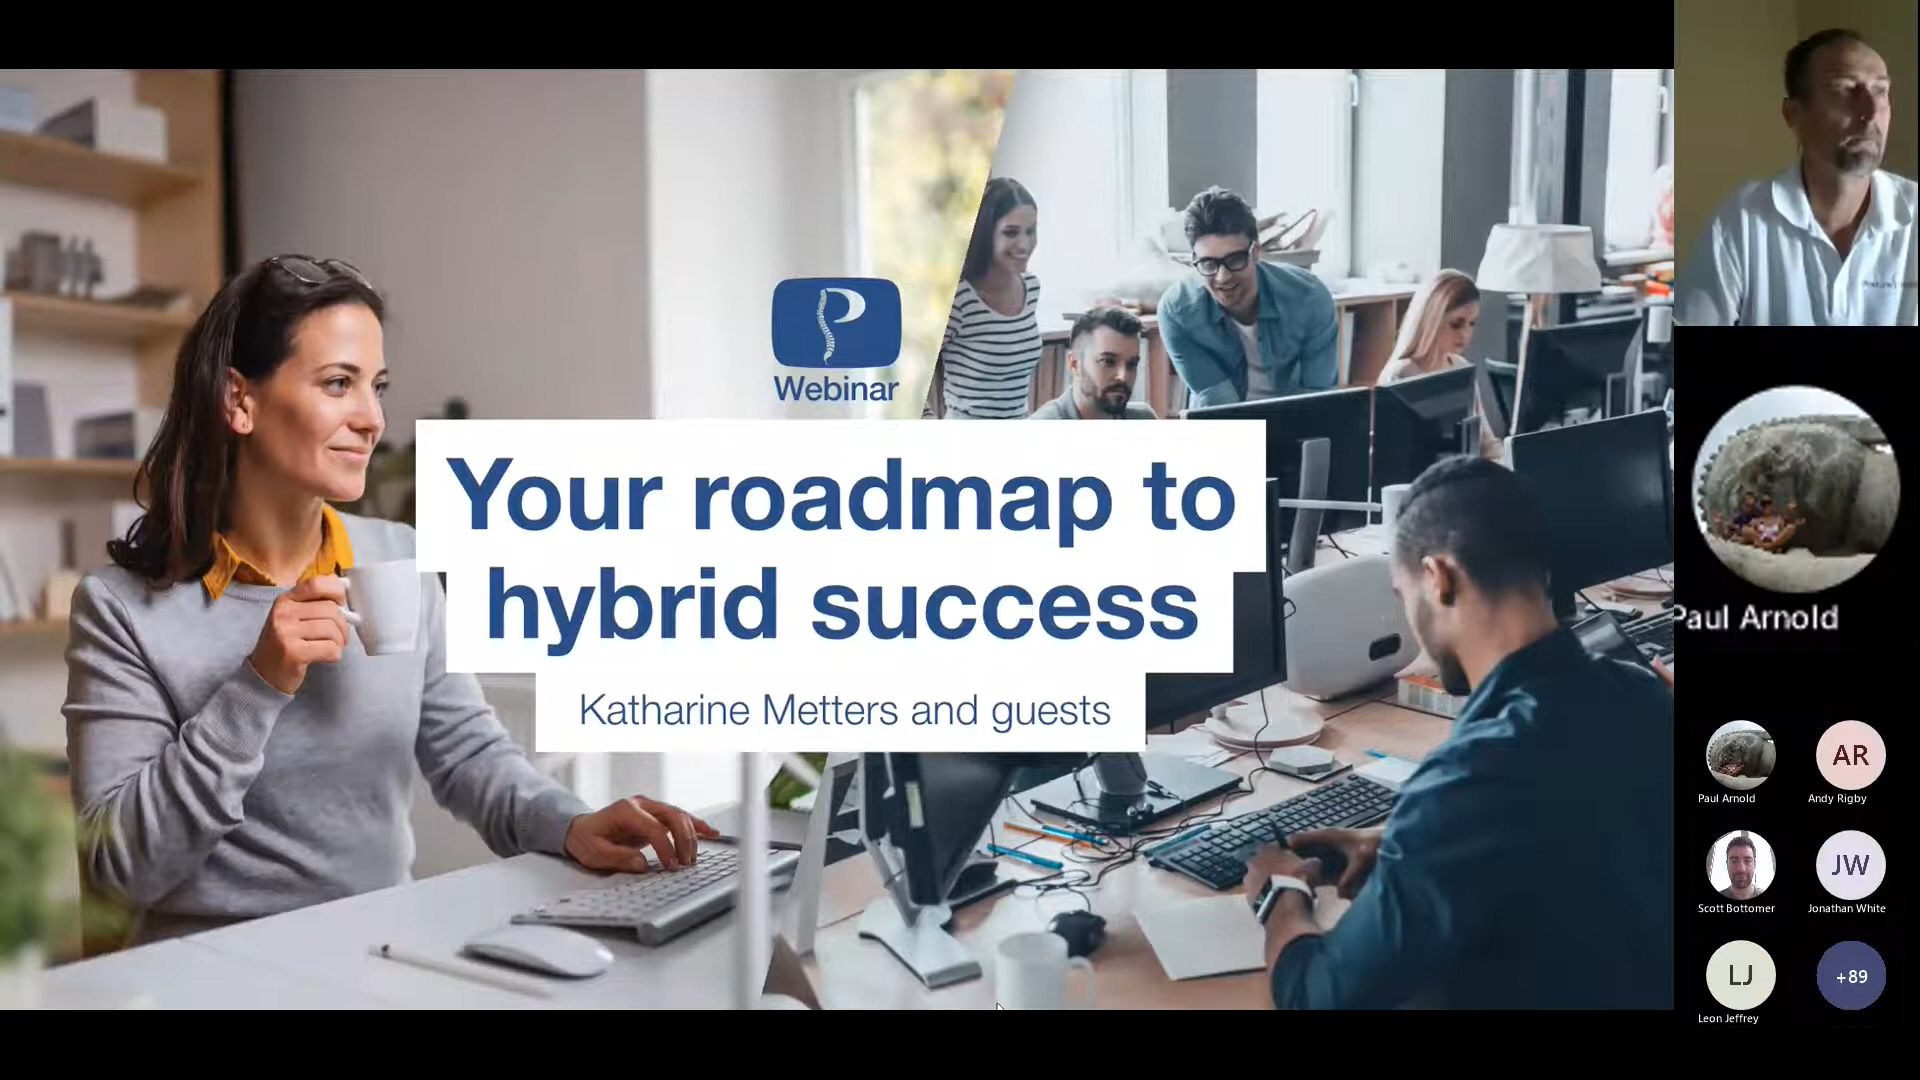 Webinar
Your roadmap to
hybrid success
Katharine Metters and guests
Paul Arnold
Paul Arnold
AR
Andy Rigby
Scott Bottomer
JW
Jonathan White
LJ
Leon Jeffrey
+89